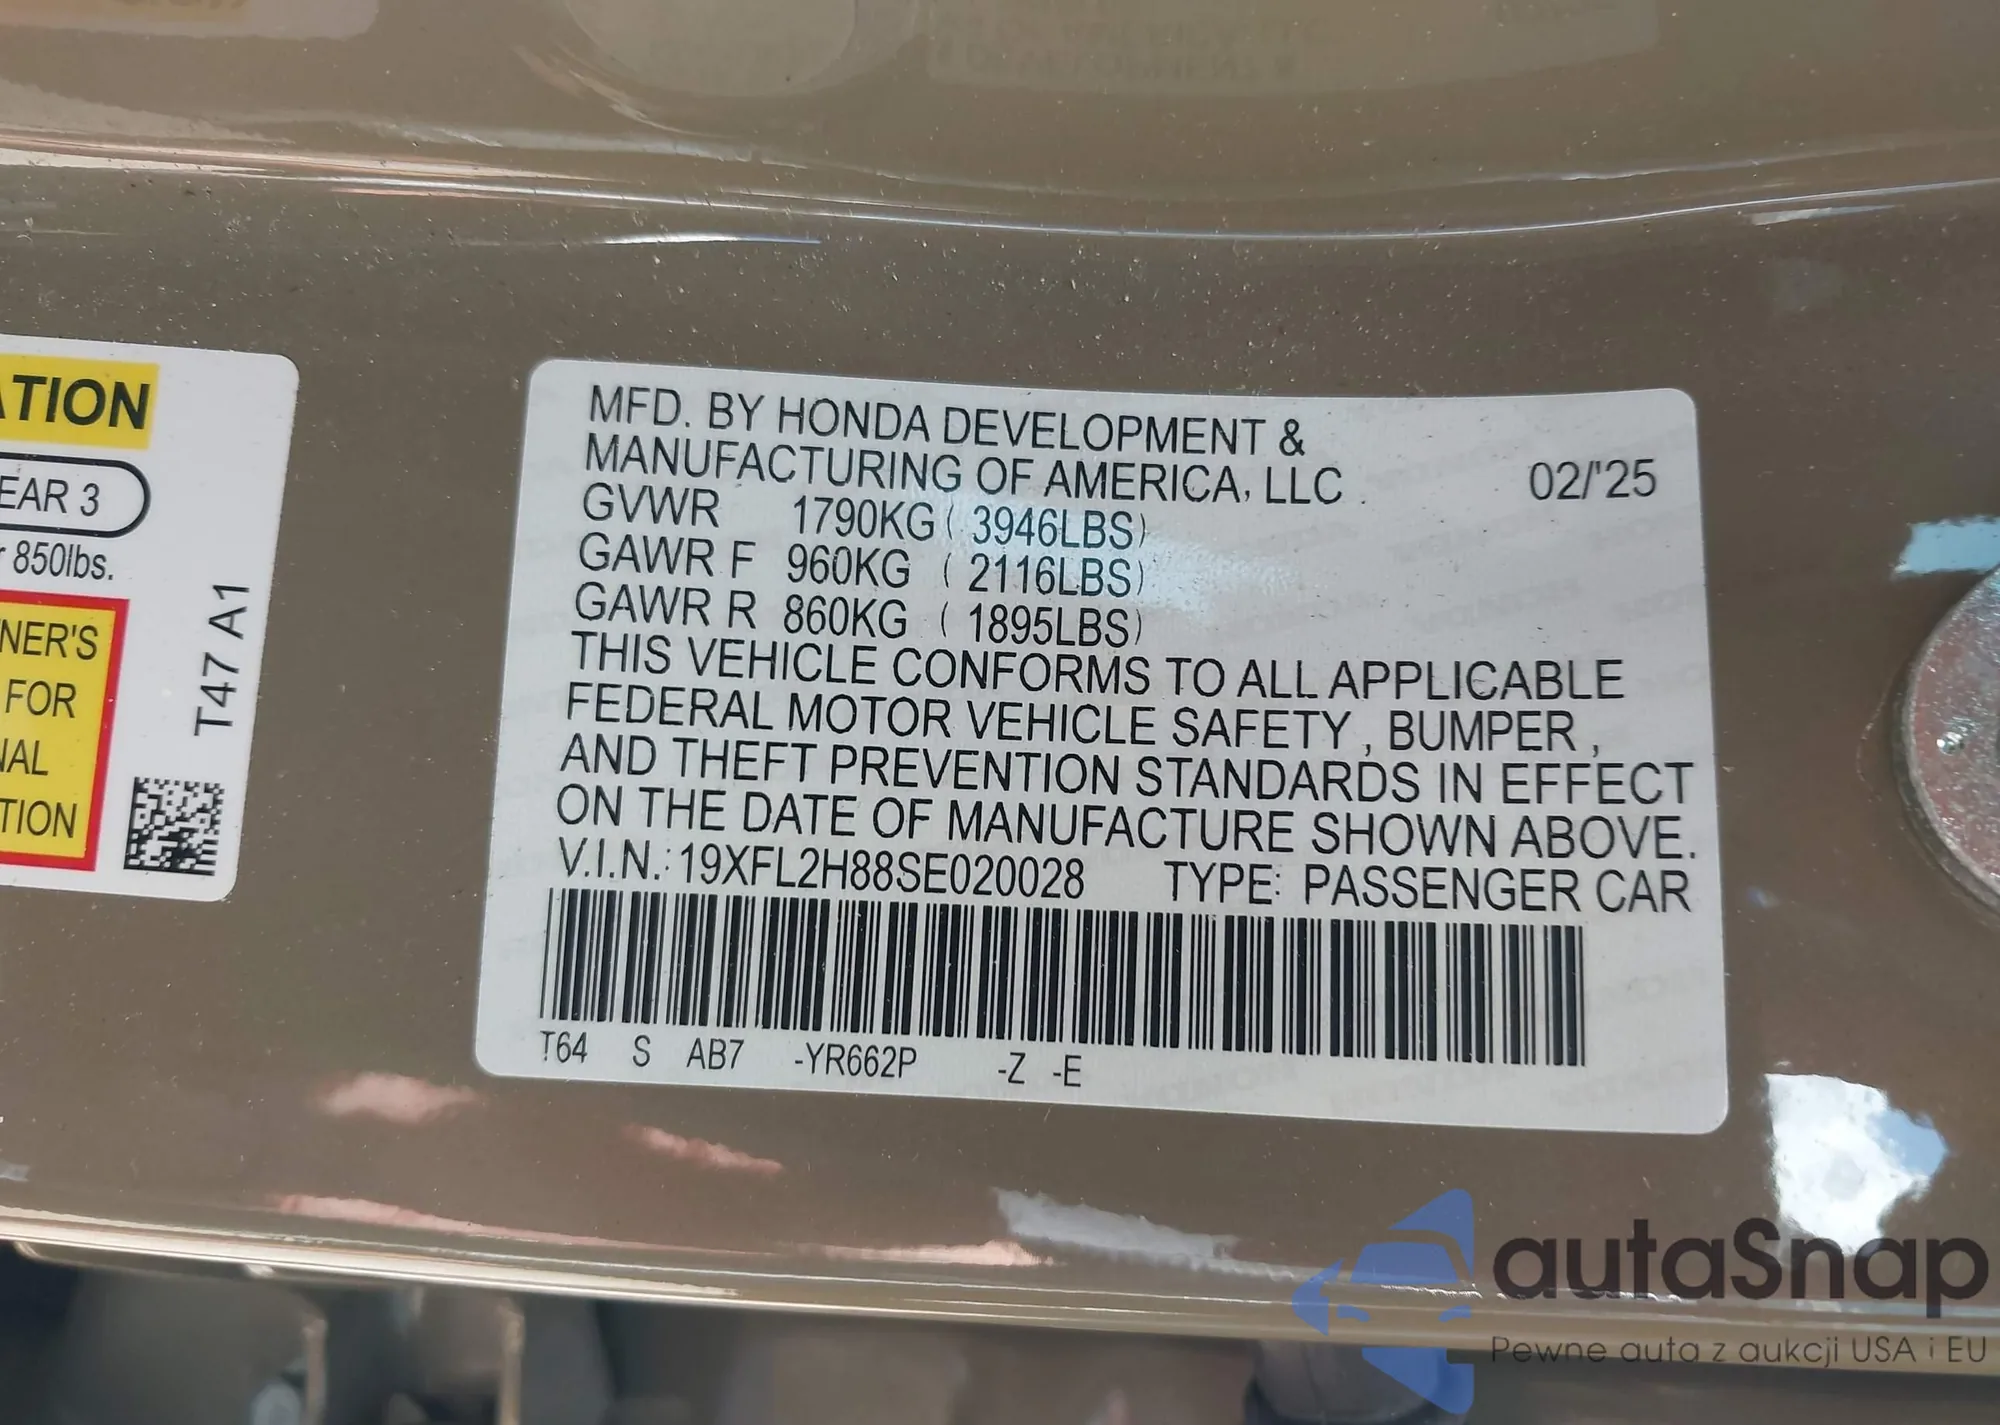 ATION
EAR 3
r 850lbs.
NER'S
FOR
NAL
TION
T47 A1
MFD. BY HONDA DEVELOPMENT &
MANUFACTURING OF AMERICA, LLC 02/'25
GVWR 1790KG ( 3946LBS)
GAWR F 960KG ( 2116LBS)
GAWR R 860KG ( 1895LBS)
THIS VEHICLE CONFORMS TO ALL APPLICABLE
FEDERAL MOTOR VEHICLE SAFETY , BUMPER ,
AND THEFT PREVENTION STANDARDS IN EFFECT
ON THE DATE OF MANUFACTURE SHOWN ABOVE.
V.I.N.: 19XFL2H88SE020028 TYPE: PASSENGER CAR
T64 S AB7 -YR662P -Z -E
autaSnap
Pewne auta z aukcji USA i EU